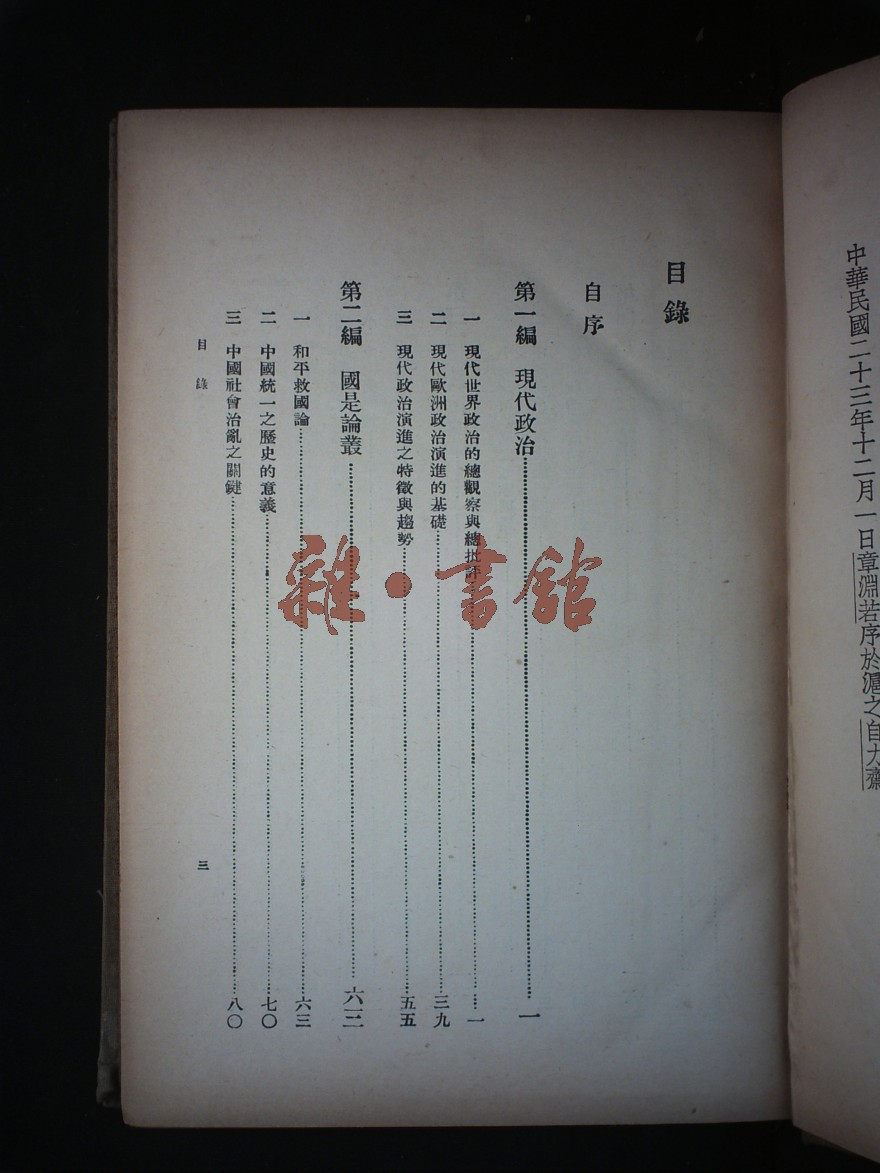 中華民國二十三年十二月一日章淵若序於滬之自力齋
目錄
自序
第一編 現代政治……一
一 現代世界政治的總觀察與總批評……一
二 現代歐洲政治演進的基礎……三九
三 現代政治演進之特徵與趨勢……五五
第二編 國是論叢……六三
一 和平救國論……六三
二 中國統一之歷史的意義……七〇
三 中國社會治亂之關鍵……八〇
目錄 三
雜·書館